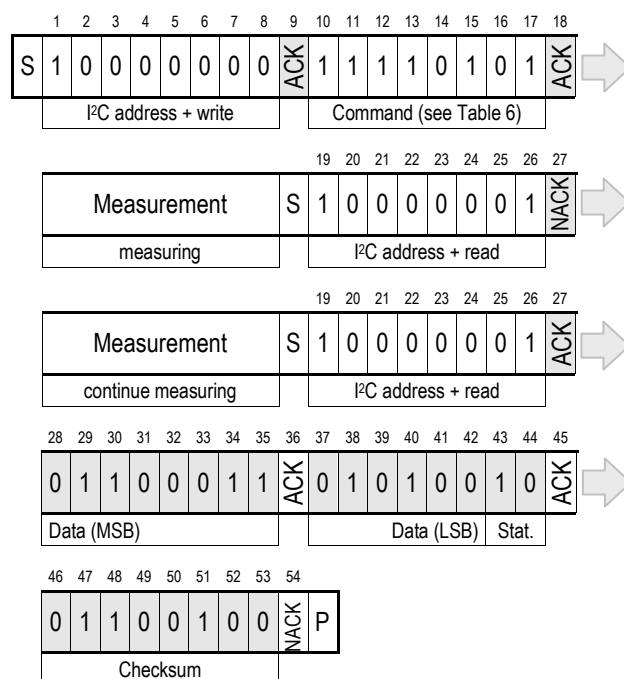 1 2 3 4 5 6 7 8 9 10 11 12 13 14 15 16 17 18
S 1 0 0 0 0 0 0 0 ACK 1 1 1 1 0 1 0 1 ACK
I²C address + write Command (see Table 6)
19 20 21 22 23 24 25 26 27
Measurement S 1 0 0 0 0 0 0 1 NACK
measuring I²C address + read
19 20 21 22 23 24 25 26 27
Measurement S 1 0 0 0 0 0 0 1 ACK
continue measuring I²C address + read
28 29 30 31 32 33 34 35 36 37 38 39 40 41 42 43 44 45
0 1 1 0 0 0 1 1 ACK 0 1 0 1 0 0 1 0 ACK
Data (MSB) Data (LSB) Stat.
46 47 48 49 50 51 52 53 54
0 1 1 0 0 1 0 0 NACK P
Checksum